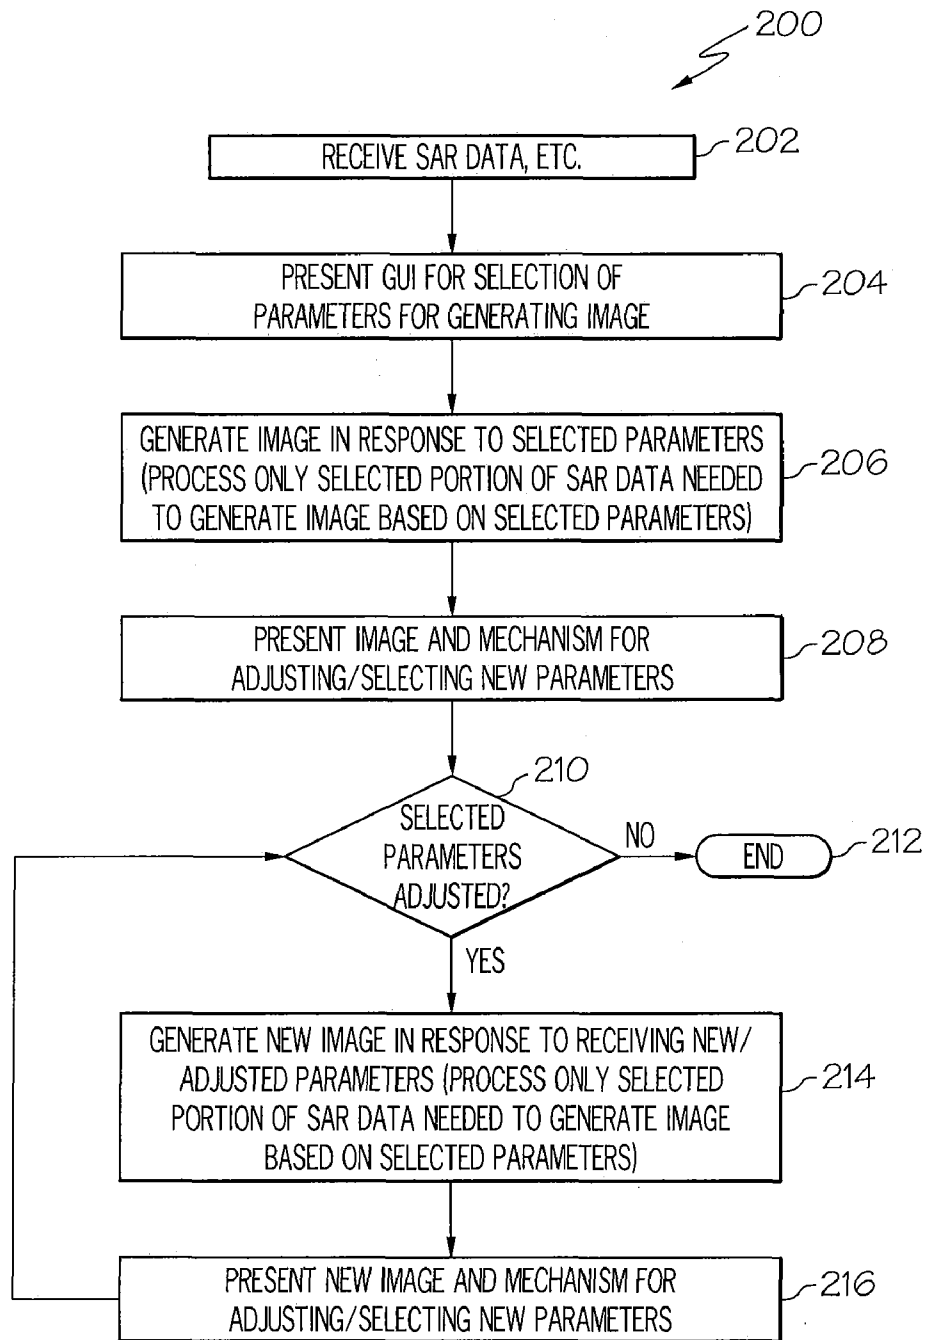 200
RECEIVE SAR DATA, ETC.
202
PRESENT GUI FOR SELECTION OF
PARAMETERS FOR GENERATING IMAGE
204
GENERATE IMAGE IN RESPONSE TO SELECTED PARAMETERS
(PROCESS ONLY SELECTED PORTION OF SAR DATA NEEDED
TO GENERATE IMAGE BASED ON SELECTED PARAMETERS)
206
PRESENT IMAGE AND MECHANISM FOR
ADJUSTING/SELECTING NEW PARAMETERS
208
210
SELECTED
PARAMETERS
ADJUSTED?
NO
END
212
YES
GENERATE NEW IMAGE IN RESPONSE TO RECEIVING NEW/
ADJUSTED PARAMETERS (PROCESS ONLY SELECTED
PORTION OF SAR DATA NEEDED TO GENERATE IMAGE
BASED ON SELECTED PARAMETERS)
214
PRESENT NEW IMAGE AND MECHANISM FOR
ADJUSTING/SELECTING NEW PARAMETERS
216